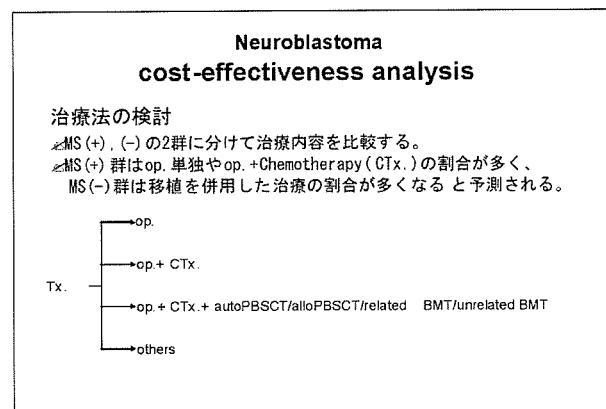 Neuroblastoma
cost-effectiveness analysis
治療法の検討
MS(+),(-)の2群に分けて治療内容を比較する。
MS(+)群はop.単独やop.+Chemotherapy(CTx.)の割合が多く、
MS(-)群は移植を併用した治療の割合が多くなる と予測される。
op.
op.+ CTx.
Tx.
op.+ CTx.+ autoPBSCT/alloPBSCT/related BMT/unrelated BMT
others